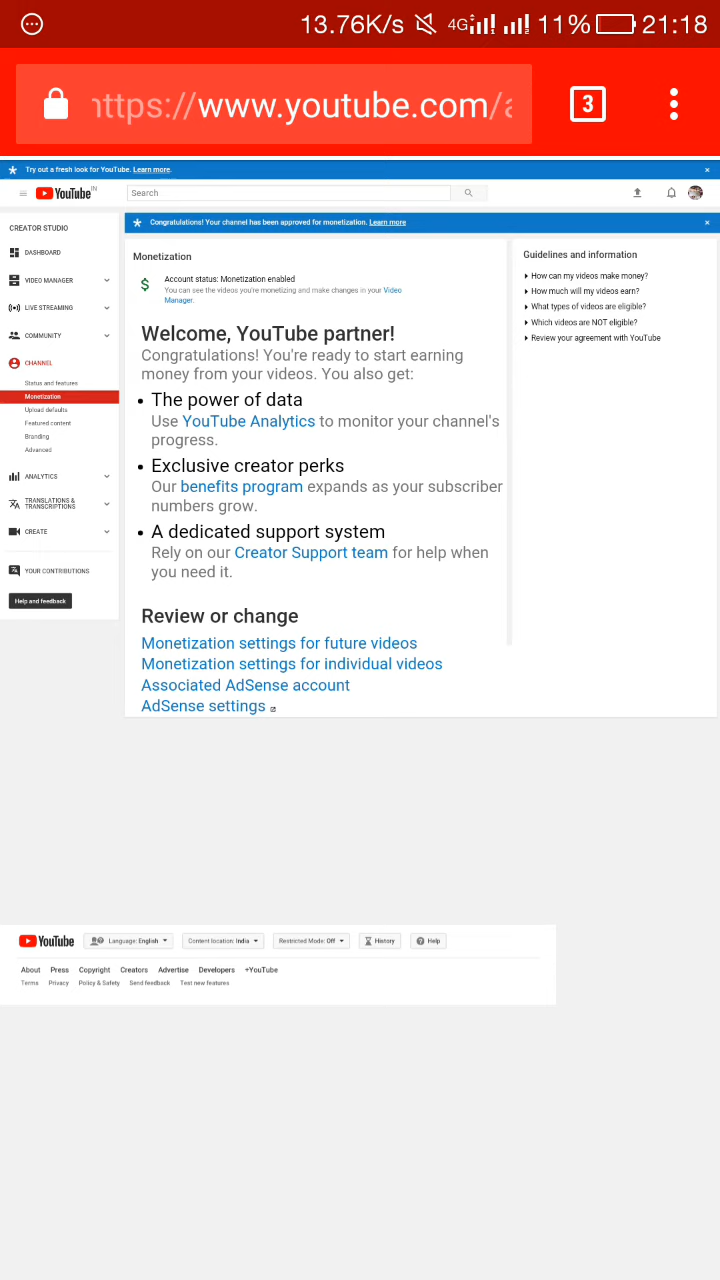 13.76K/s 4G 1 2 11% 21:18
https://www.youtube.com/a
3
Try out a fresh look for YouTube. Learn more.
YouTube IN
Search
CREATOR STUDIO
DASHBOARD
VIDEO MANAGER
LIVE STREAMING
COMMUNITY
CHANNEL
Status and features
Monetization
Upload defaults
Featured content
Branding
Advanced
ANALYTICS
TRANSLATIONS &
TRANSCRIPTIONS
CREATE
YOUR CONTRIBUTIONS
Help and feedback
Congratulations! Your channel has been approved for monetization. Learn more
Monetization
Account status: Monetization enabled
You can see the videos you're monetizing and make changes in your Video
Manager.
Welcome, YouTube partner!
Congratulations! You're ready to start earning
money from your videos. You also get:
• The power of data
Use YouTube Analytics to monitor your channel's
progress.
• Exclusive creator perks
Our benefits program expands as your subscriber
numbers grow.
• A dedicated support system
Rely on our Creator Support team for help when
you need it.
Review or change
Monetization settings for future videos
Monetization settings for individual videos
Associated AdSense account
AdSense settings
Guidelines and information
How can my videos make money?
How much will my videos earn?
What types of videos are eligible?
Which videos are NOT eligible?
Review your agreement with YouTube
YouTube Language: English Content location: India Restricted Mode: Off History Help
About Press Copyright Creators Advertise Developers +YouTube
Terms Privacy Policy & Safety Send feedback Test new features